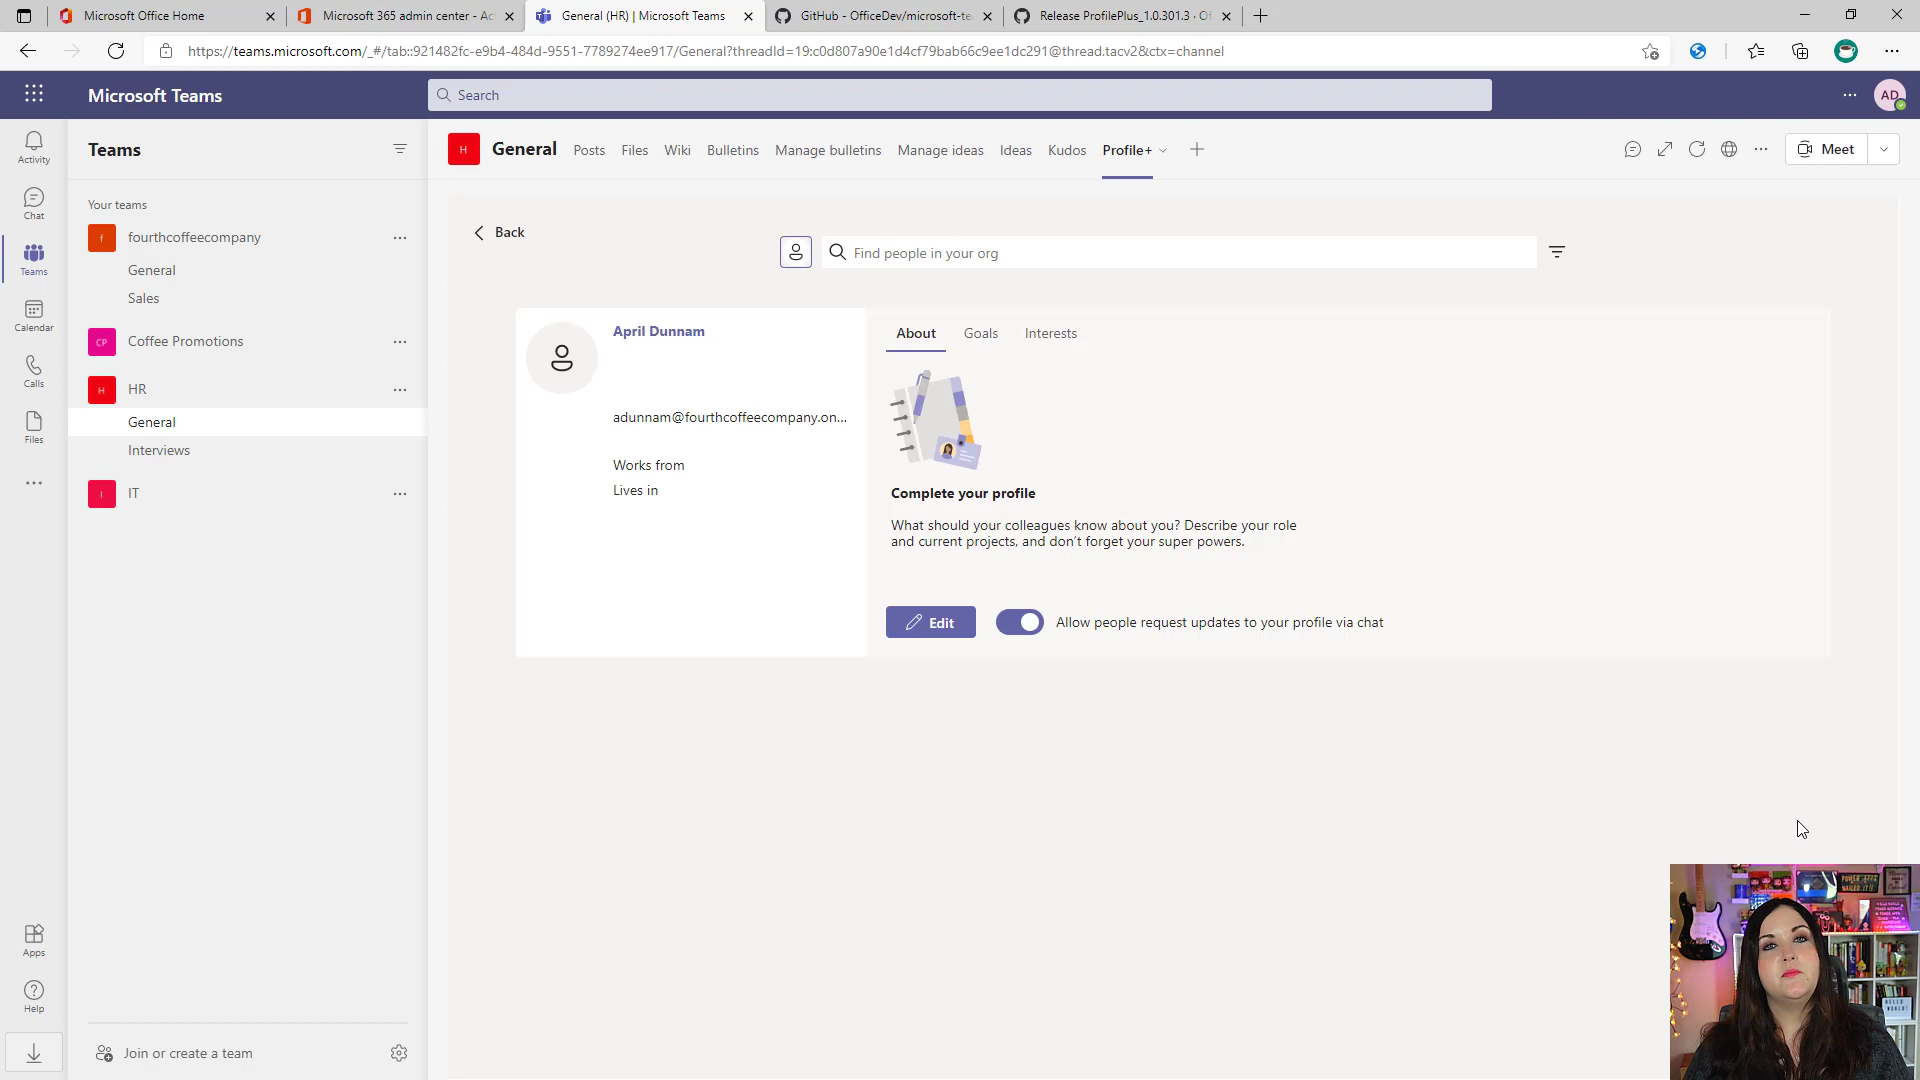 Microsoft Office Home
Microsoft 365 admin center - Ac
General (HR) | Microsoft Teams
GitHub - OfficeDev/microsoft-te
Release ProfilePlus_1.0.301.3 · Of
https://teams.microsoft.com/_#/tab::921482fc-e9b4-484d-9551-7789274ee917/General?threadId=19:c0d807a90e1d4cf79bab66c9ee1dc291@thread.tacv2&ctx=channel
Microsoft Teams
Search
AD
Activity
Chat
Teams
Calendar
Calls
Files
Apps
Help
Teams
Your teams
f
fourthcoffeecompany
General
Sales
CP
Coffee Promotions
H
HR
General
Interviews
I
IT
Join or create a team
H
General
Posts
Files
Wiki
Bulletins
Manage bulletins
Manage ideas
Ideas
Kudos
Profile+
Meet
Back
Find people in your org
April Dunnam
adunnam@fourthcoffeecompany.on...
Works from
Lives in
About
Goals
Interests
Complete your profile
What should your colleagues know about you? Describe your role
and current projects, and don't forget your super powers.
Edit
Allow people request updates to your profile via chat